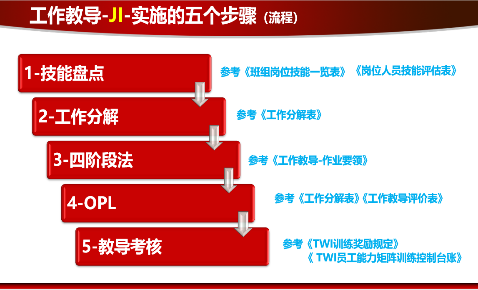 工作教导-JI-实施的五个步骤（流程）
1-技能盘点
参考《班组岗位技能一览表》《岗位人员技能评估表》
2-工作分解
参考《工作分解表》
3-四阶段法
参考《工作教导-作业要领》
4-OPL
参考《工作分解表》《工作教导评价表》
5-教导考核
参考《TWI训练奖励规定》
《 TWI员工能力矩阵训练控制台账》